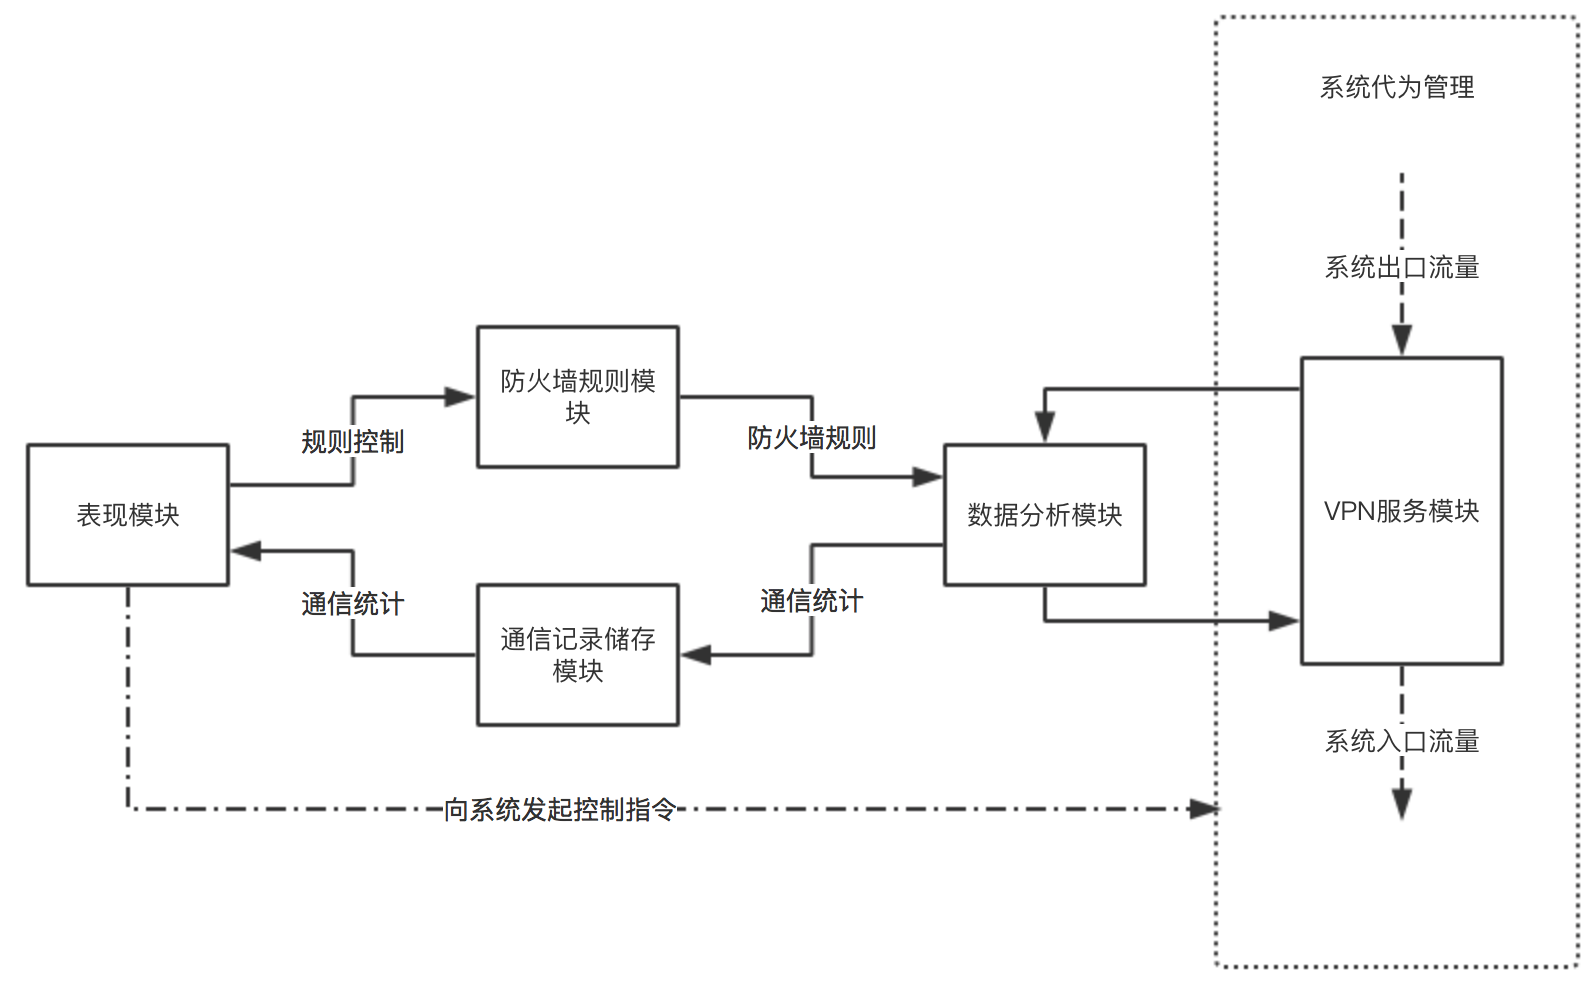 系统代为管理
系统出口流量
防火墙规则模
块
规则控制
防火墙规则
表现模块
数据分析模块
VPN服务模块
通信统计
通信统计
通信记录储存
模块
系统入口流量
向系统发起控制指令